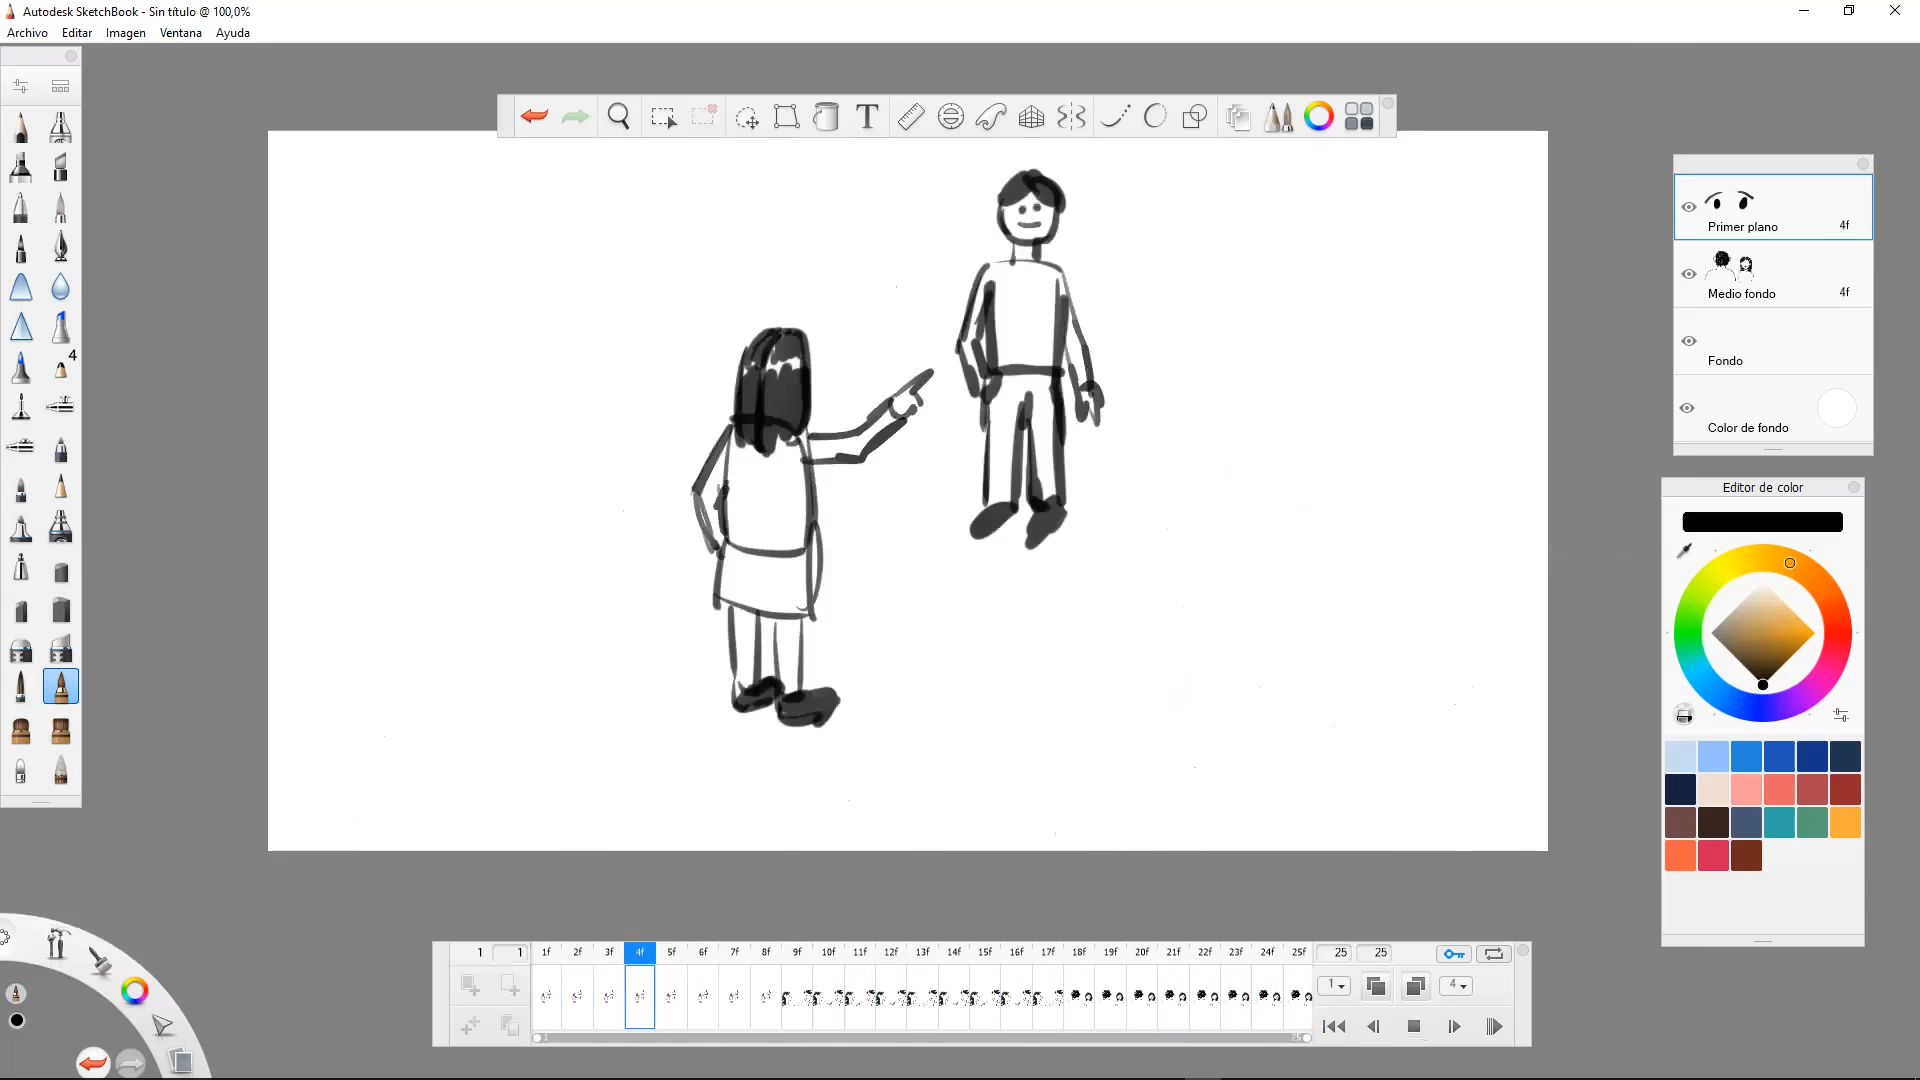 Autodesk SketchBook - Sin título @ 100,0%
Archivo Editar Imagen Ventana Ayuda
T
4
Primer plano 4f
Medio fondo 4f
Fondo
Color de fondo
Editor de color
1 1 1f 2f 3f 4f 5f 6f 7f 8f 9f 10f 11f 12f 13f 14f 15f 16f 17f 18f 19f 20f 21f 22f 23f 24f 25f 25 25
1 4